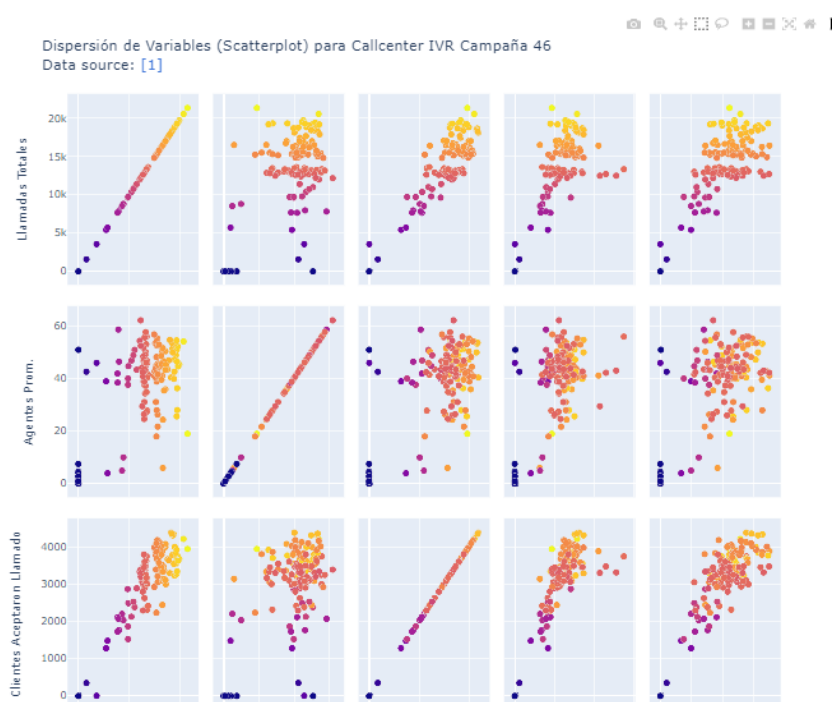 Dispersión de Variables (Scatterplot) para Callcenter IVR Campaña 46
Data source: [1]
Llamadas Totales
20k
15k
10k
5k
0
Agentes Prom.
60
40
20
0
Clientes Aceptaron Llamado
4000
3000
2000
1000
0